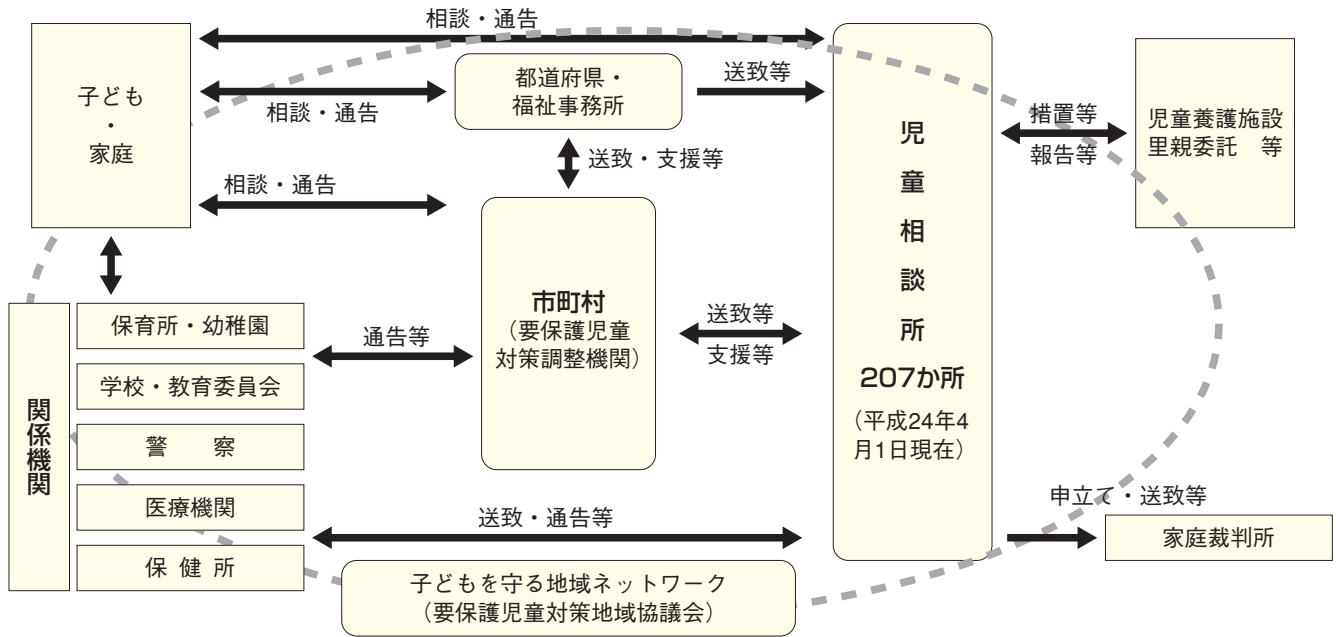 相談・通告
子ども
・
家庭
都道府県・
福祉事務所
送致等
相談・通告
送致・支援等
相談・通告
児
童
相
談
所
207か所
（平成24年4
月1日現在）
措置等
報告等
児童養護施設
里親委託　等
市町村
（要保護児童
対策調整機関）
送致等
支援等
通告等
関係機関
保育所・幼稚園
学校・教育委員会
警　　察
医療機関
保 健 所
送致・通告等
申立て・送致等
家庭裁判所
子どもを守る地域ネットワーク
（要保護児童対策地域協議会）